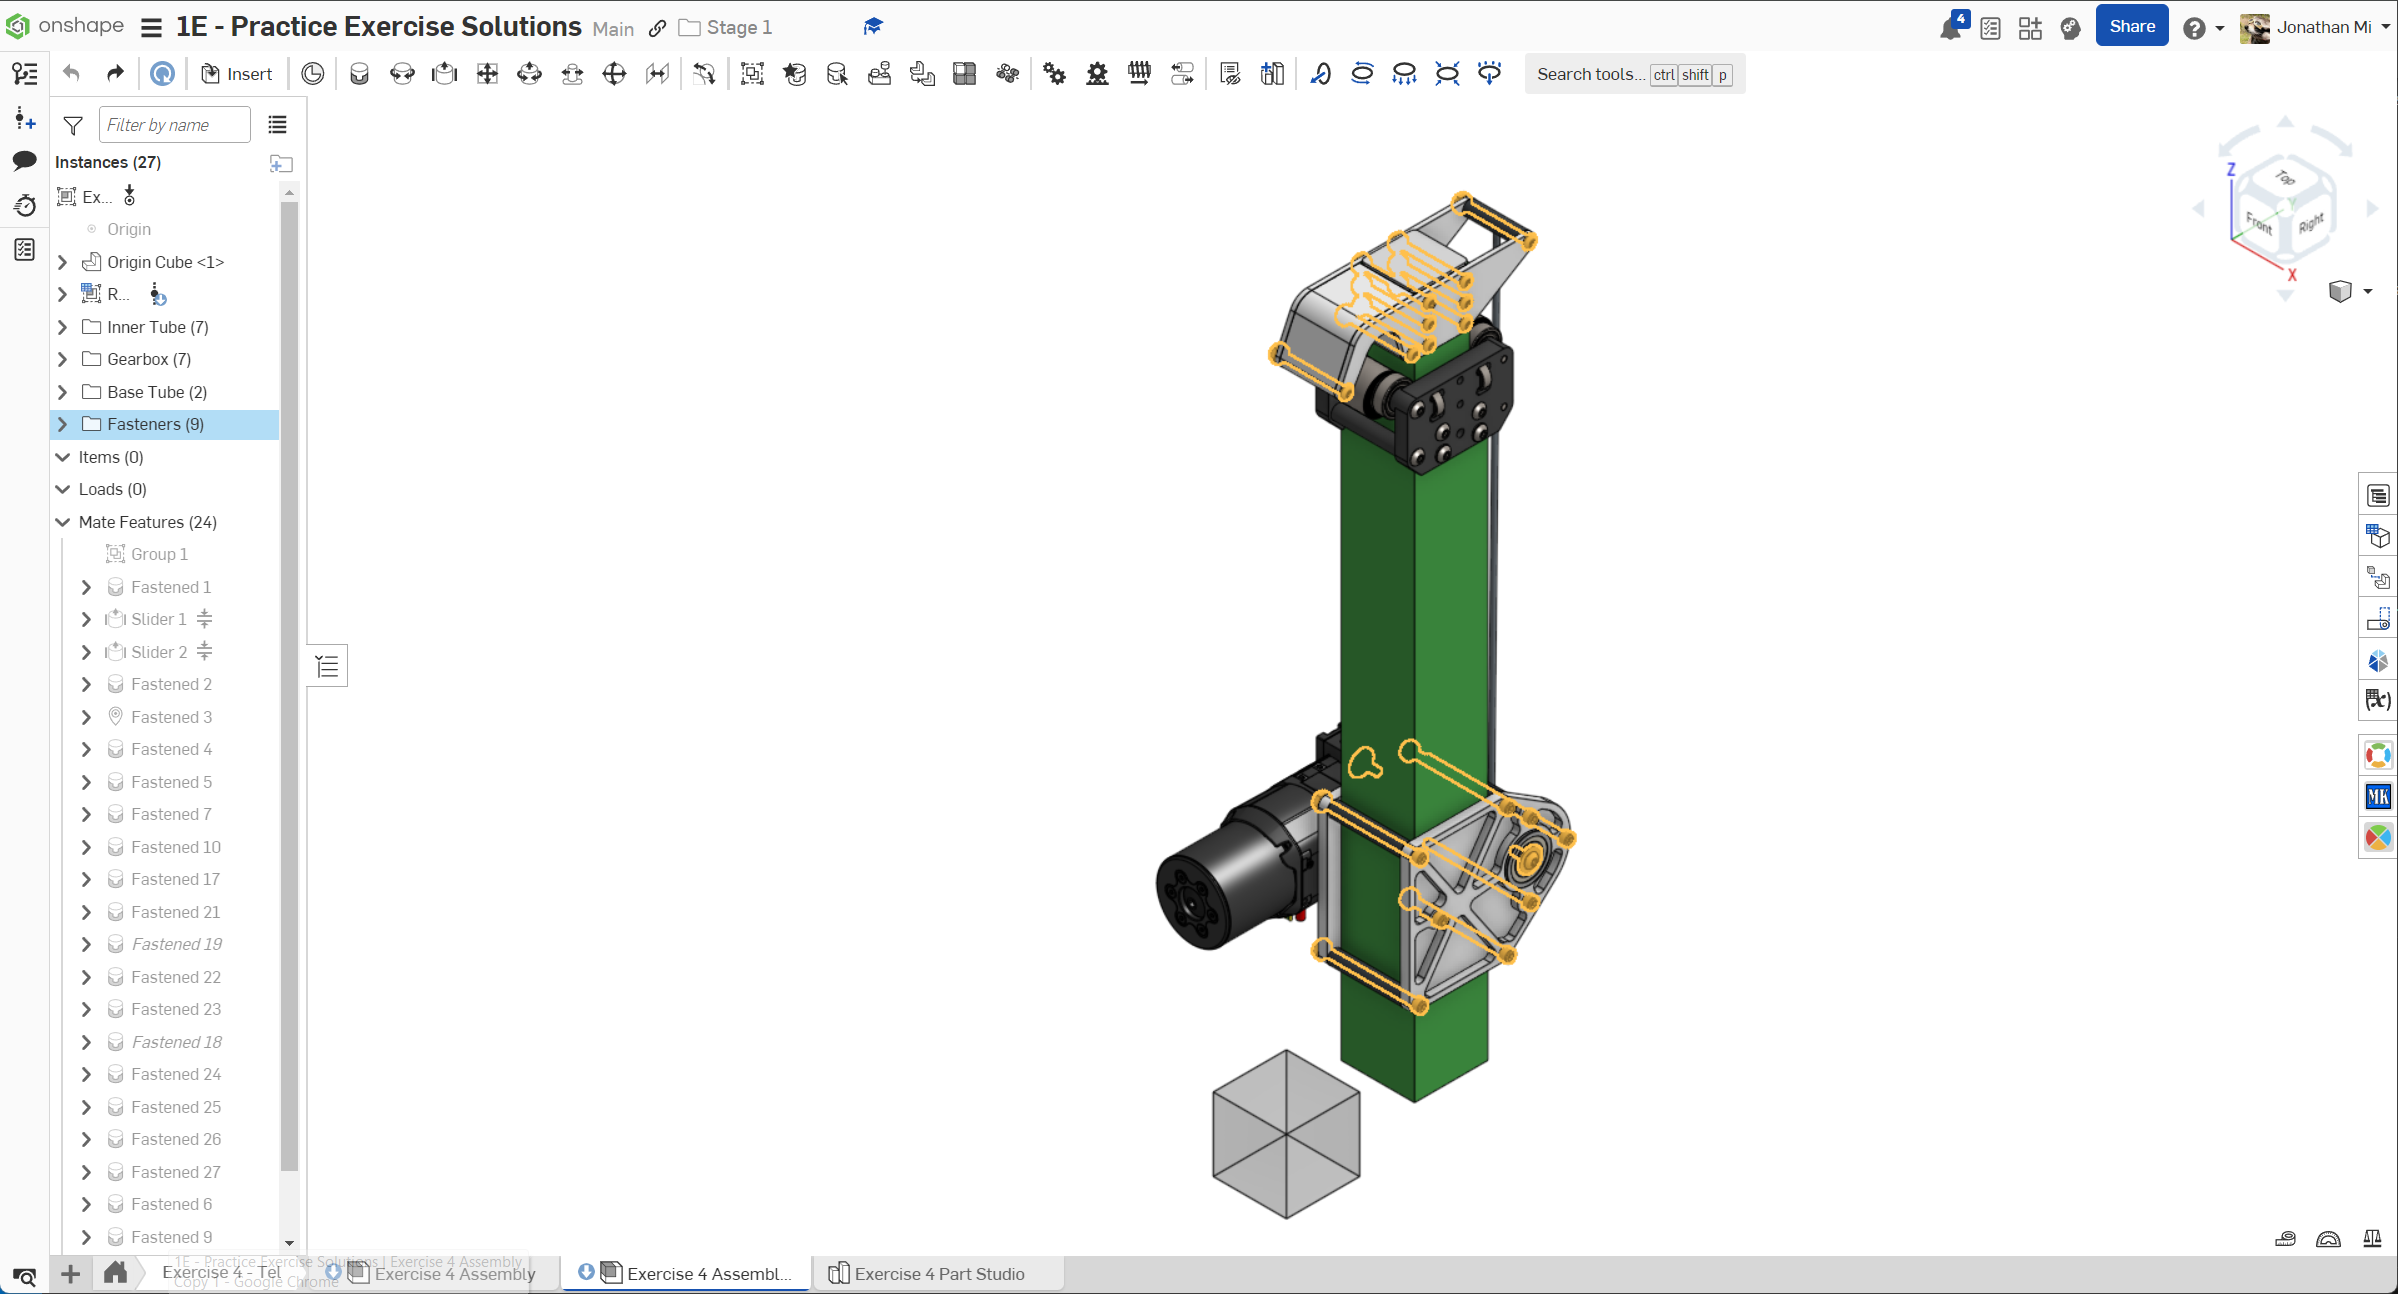 onshape
1E - Practice Exercise Solutions Main Stage 1
4
Share
Jonathan Mi
Insert
Search tools... ctrl shift p
Filter by name
Instances (27)
Ex...
Origin
Origin Cube <1>
R...
Inner Tube (7)
Gearbox (7)
Base Tube (2)
Fasteners (9)
Items (0)
Loads (0)
Mate Features (24)
Group 1
Fastened 1
Slider 1
Slider 2
Fastened 2
Fastened 3
Fastened 4
Fastened 5
Fastened 7
Fastened 10
Fastened 17
Fastened 21
Fastened 19
Fastened 22
Fastened 23
Fastened 18
Fastened 24
Fastened 25
Fastened 26
Fastened 27
Fastened 6
Fastened 9
Z
Top
Front
Right
Y
X
(x)
MK
1E - Practice Exercise Solutions | Exercise 4 Assembly
Copy 1 - Google Chrome
Exercise 4 - Tel
Exercise 4 Assembly
Exercise 4 Assembl...
Exercise 4 Part Studio